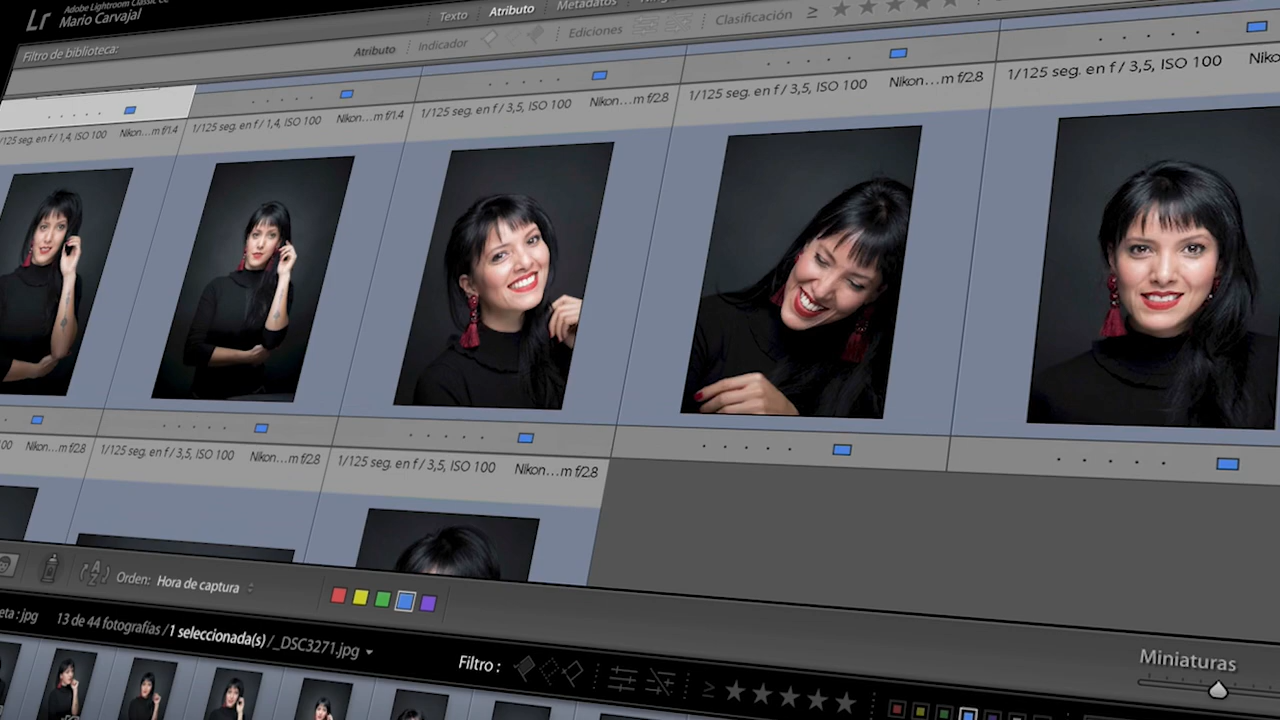 Lr Adobe Lightroom Classic CC
Mario Carvajal
Texto Atributo Metadatos
Filtro de biblioteca:
Atributo Indicador Ediciones Clasificación ≥
1/125 seg. en f / 1,4, ISO 100 Nikon...m f/1.4
1/125 seg. en f / 1,4, ISO 100 Nikon...m f/1.4
1/125 seg. en f / 3,5, ISO 100 Nikon...m f/2.8
1/125 seg. en f / 3,5, ISO 100 Nikon...m f/2.8
1/125 seg. en f / 3,5, ISO 100 Niko
00 Nikon...m f/2.8
1/125 seg. en f / 3,5, ISO 100 Nikon...m f/2.8
1/125 seg. en f / 3,5, ISO 100 Nikon...m f/2.8
Orden: Hora de captura
Miniaturas
eta : jpg 13 de 44 fotografías / 1 seleccionada(s) / _DSC3271.jpg
Filtro : ≥